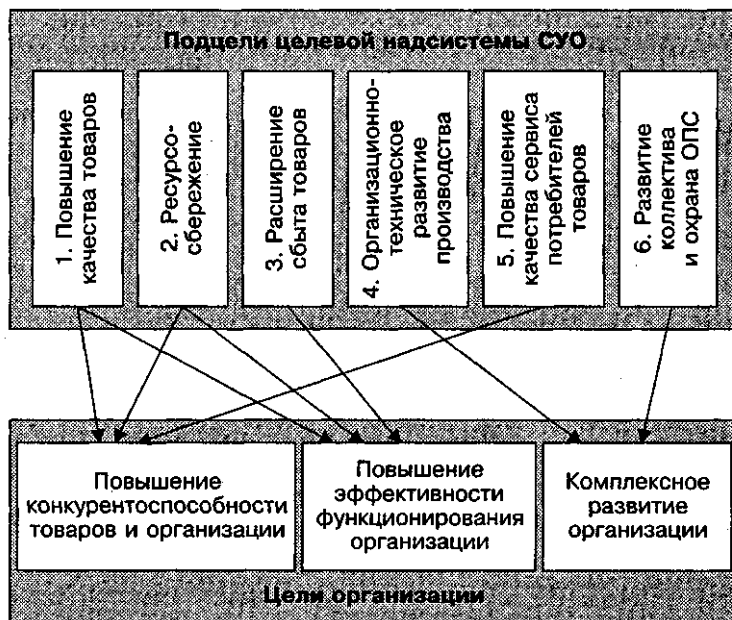 Подцели целевой надсистемы СУО
1. Повышение
качества товаров
2. Ресурсо-
сбережение
3. Расширение
сбыта товаров
4. Организационно-
техническое
развитие
производства
5. Повышение
качества сервиса
потребителей
товаров
6. Развитие
коллектива
и охрана ОПС
Повышение
конкурентоспособности
товаров и организации
Повышение
эффективности
функционирования
организации
Комплексное
развитие
организации
Цели организации